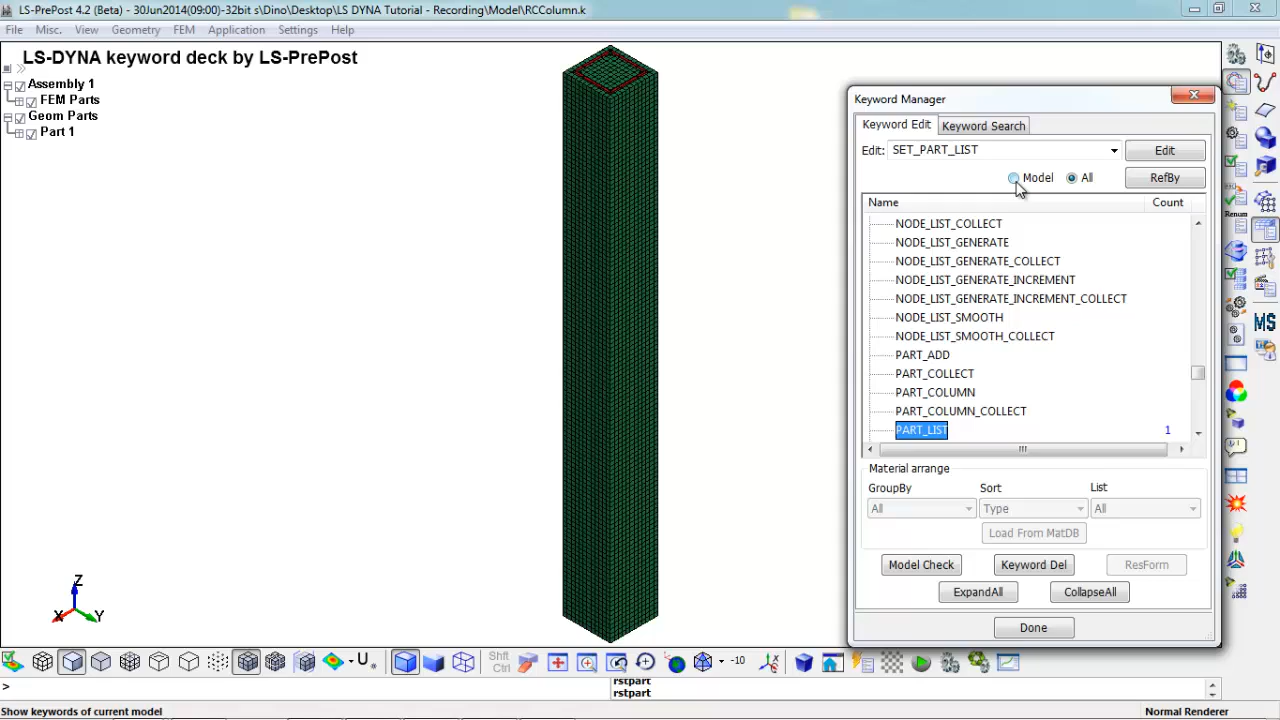 LS-PrePost 4.2 (Beta) - 30Jun2014(09:00)-32bit s\Dino\Desktop\LS DYNA Tutorial - Recording\Model\RCColumn.k
File Misc. View Geometry FEM Application Settings Help
LS-DYNA keyword deck by LS-PrePost
Assembly 1
FEM Parts
Geom Parts
Part 1
Z
X
Y
Keyword Manager
Keyword Edit Keyword Search
Edit: SET_PART_LIST Edit
Model All RefBy
Name Count
NODE_LIST_COLLECT
NODE_LIST_GENERATE
NODE_LIST_GENERATE_COLLECT
NODE_LIST_GENERATE_INCREMENT
NODE_LIST_GENERATE_INCREMENT_COLLECT
NODE_LIST_SMOOTH
NODE_LIST_SMOOTH_COLLECT
PART_ADD
PART_COLLECT
PART_COLUMN
PART_COLUMN_COLLECT
PART_LIST 1
Material arrange
GroupBy Sort List
All Type All
Load From MatDB
Model Check Keyword Del ResForm
ExpandAll CollapseAll
Done
Renum
MS
U
Shft
Ctrl
-10
>
rstpart
rstpart
Show keywords of current model
Normal Renderer